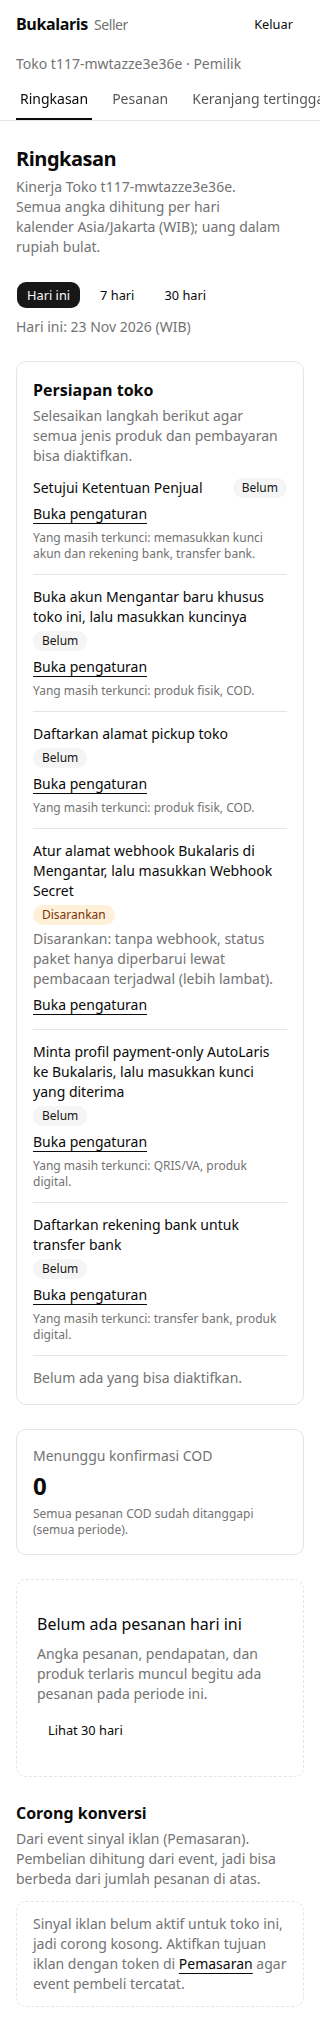 Bukalaris Seller
Keluar
Toko t117-mwtazze3e36e · Pemilik
Ringkasan
Pesanan
Keranjang tertingga
Ringkasan
Kinerja Toko t117-mwtazze3e36e.
Semua angka dihitung per hari
kalender Asia/Jakarta (WIB); uang dalam
rupiah bulat.
Hari ini
7 hari
30 hari
Hari ini: 23 Nov 2026 (WIB)
Persiapan toko
Selesaikan langkah berikut agar
semua jenis produk dan pembayaran
bisa diaktifkan.
Setujui Ketentuan Penjual
Belum
Buka pengaturan
Yang masih terkunci: memasukkan kunci
akun dan rekening bank, transfer bank.
Buka akun Mengantar baru khusus
toko ini, lalu masukkan kuncinya
Belum
Buka pengaturan
Yang masih terkunci: produk fisik, COD.
Daftarkan alamat pickup toko
Belum
Buka pengaturan
Yang masih terkunci: produk fisik, COD.
Atur alamat webhook Bukalaris di
Mengantar, lalu masukkan Webhook
Secret
Disarankan
Disarankan: tanpa webhook, status
paket hanya diperbarui lewat
pembacaan terjadwal (lebih lambat).
Buka pengaturan
Minta profil payment-only AutoLaris
ke Bukalaris, lalu masukkan kunci
yang diterima
Belum
Buka pengaturan
Yang masih terkunci: QRIS/VA, produk
digital.
Daftarkan rekening bank untuk
transfer bank
Belum
Buka pengaturan
Yang masih terkunci: transfer bank, produk
digital.
Belum ada yang bisa diaktifkan.
Menunggu konfirmasi COD
0
Semua pesanan COD sudah ditanggapi
(semua periode).
Belum ada pesanan hari ini
Angka pesanan, pendapatan, dan
produk terlaris muncul begitu ada
pesanan pada periode ini.
Lihat 30 hari
Corong konversi
Dari event sinyal iklan (Pemasaran).
Pembelian dihitung dari event, jadi bisa
berbeda dari jumlah pesanan di atas.
Sinyal iklan belum aktif untuk toko ini,
jadi corong kosong. Aktifkan tujuan
iklan dengan token di Pemasaran agar
event pembeli tercatat.